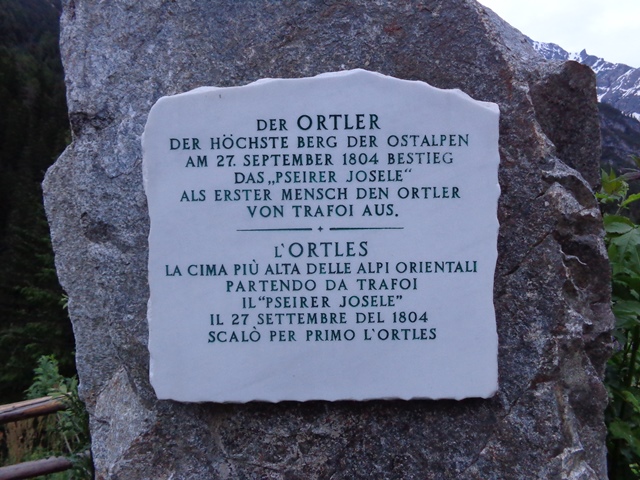 DER ORTLER
DER HÖCHSTE BERG DER OSTALPEN
AM 27. SEPTEMBER 1804 BESTIEG
DAS „PSEIRER JOSELE"
ALS ERSTER MENSCH DEN ORTLER
VON TRAFOI AUS.
L'ORTLES
LA CIMA PIÙ ALTA DELLE ALPI ORIENTALI
PARTENDO DA TRAFOI
IL "PSEIRER JOSELE"
IL 27 SETTEMBRE DEL 1804
SCALÒ PER PRIMO L'ORTLES